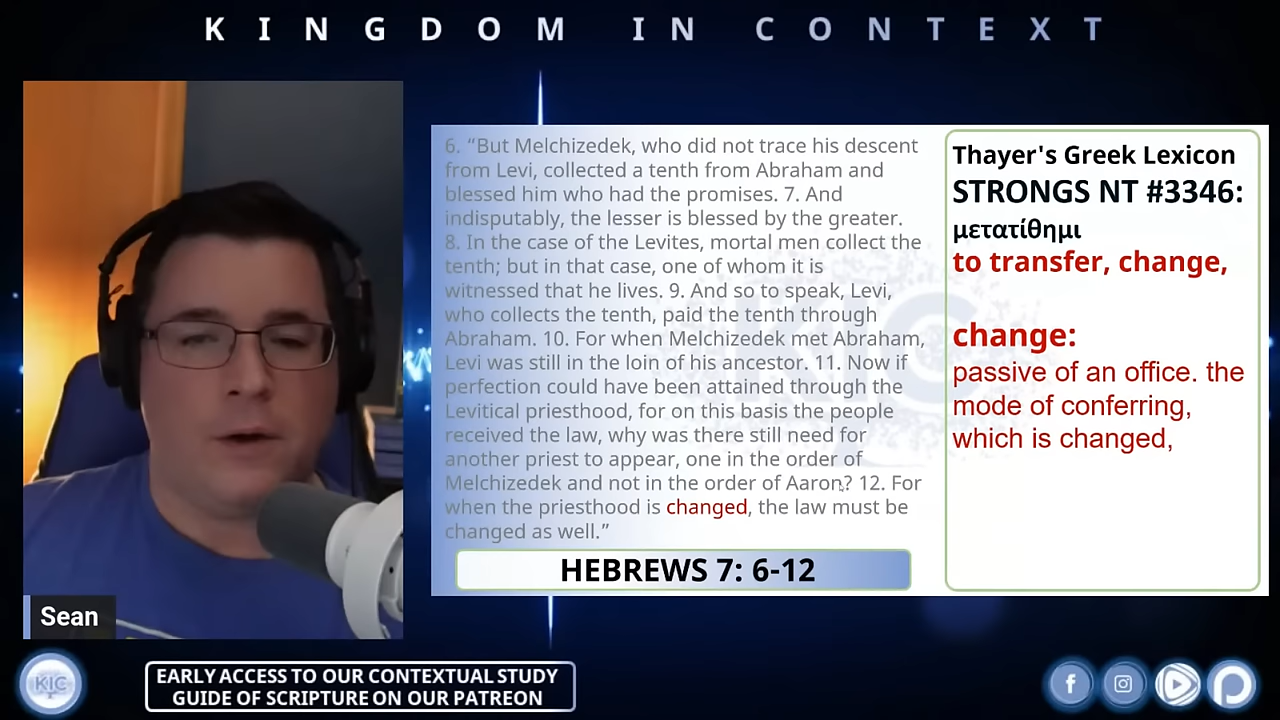 KINGDOM IN CONTEXT
6. “But Melchizedek, who did not trace his descent
from Levi, collected a tenth from Abraham and
blessed him who had the promises. 7. And
indisputably, the lesser is blessed by the greater.
8. In the case of the Levites, mortal men collect the
tenth; but in that case, one of whom it is
witnessed that he lives. 9. And so to speak, Levi,
who collects the tenth, paid the tenth through
Abraham. 10. For when Melchizedek met Abraham,
Levi was still in the loin of his ancestor. 11. Now if
perfection could have been attained through the
Levitical priesthood, for on this basis the people
received the law, why was there still need for
another priest to appear, one in the order of
Melchizedek and not in the order of Aaron? 12. For
when the priesthood is changed, the law must be
changed as well.”
HEBREWS 7: 6-12
Thayer's Greek Lexicon
STRONGS NT #3346:
μετατίθημι
to transfer, change,
change:
passive of an office. the
mode of conferring,
which is changed,
Sean
KIC
EARLY ACCESS TO OUR CONTEXTUAL STUDY
GUIDE OF SCRIPTURE ON OUR PATREON